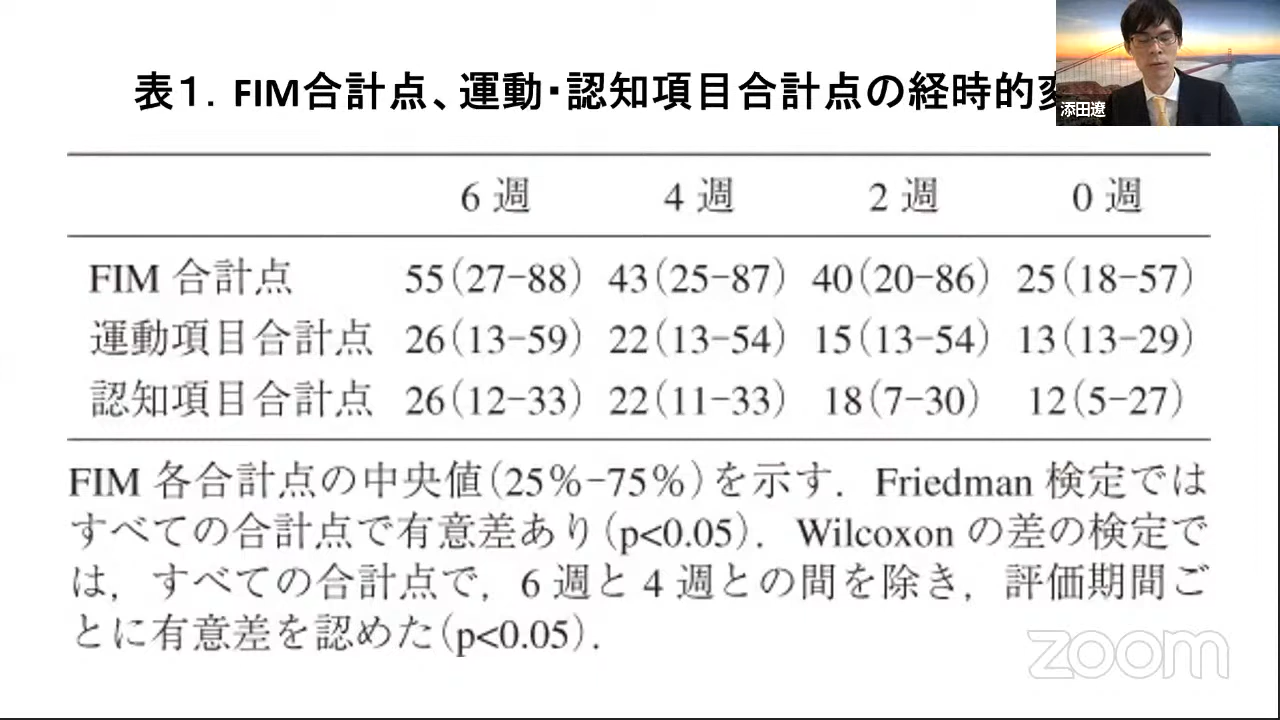 表１．FIM合計点、運動・認知項目合計点の経時的変
添田遼
6 週 4 週 2 週 0 週
FIM 合計点 55(27−88) 43(25−87) 40(20−86) 25(18−57)
運動項目合計点 26(13−59) 22(13−54) 15(13−54) 13(13−29)
認知項目合計点 26(12−33) 22(11−33) 18(7−30) 12(5−27)
FIM 各合計点の中央値(25％−75％)を示す．Friedman 検定では
すべての合計点で有意差あり(p<0.05)．Wilcoxon の差の検定で
は，すべての合計点で，6 週と 4 週との間を除き，評価期間ご
とに有意差を認めた(p<0.05)．
zoom